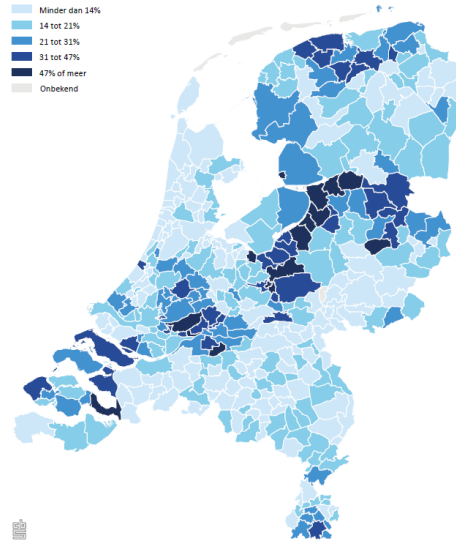 Minder dan 14%
14 tot 21%
21 tot 31%
31 tot 47%
47% of meer
Onbekend